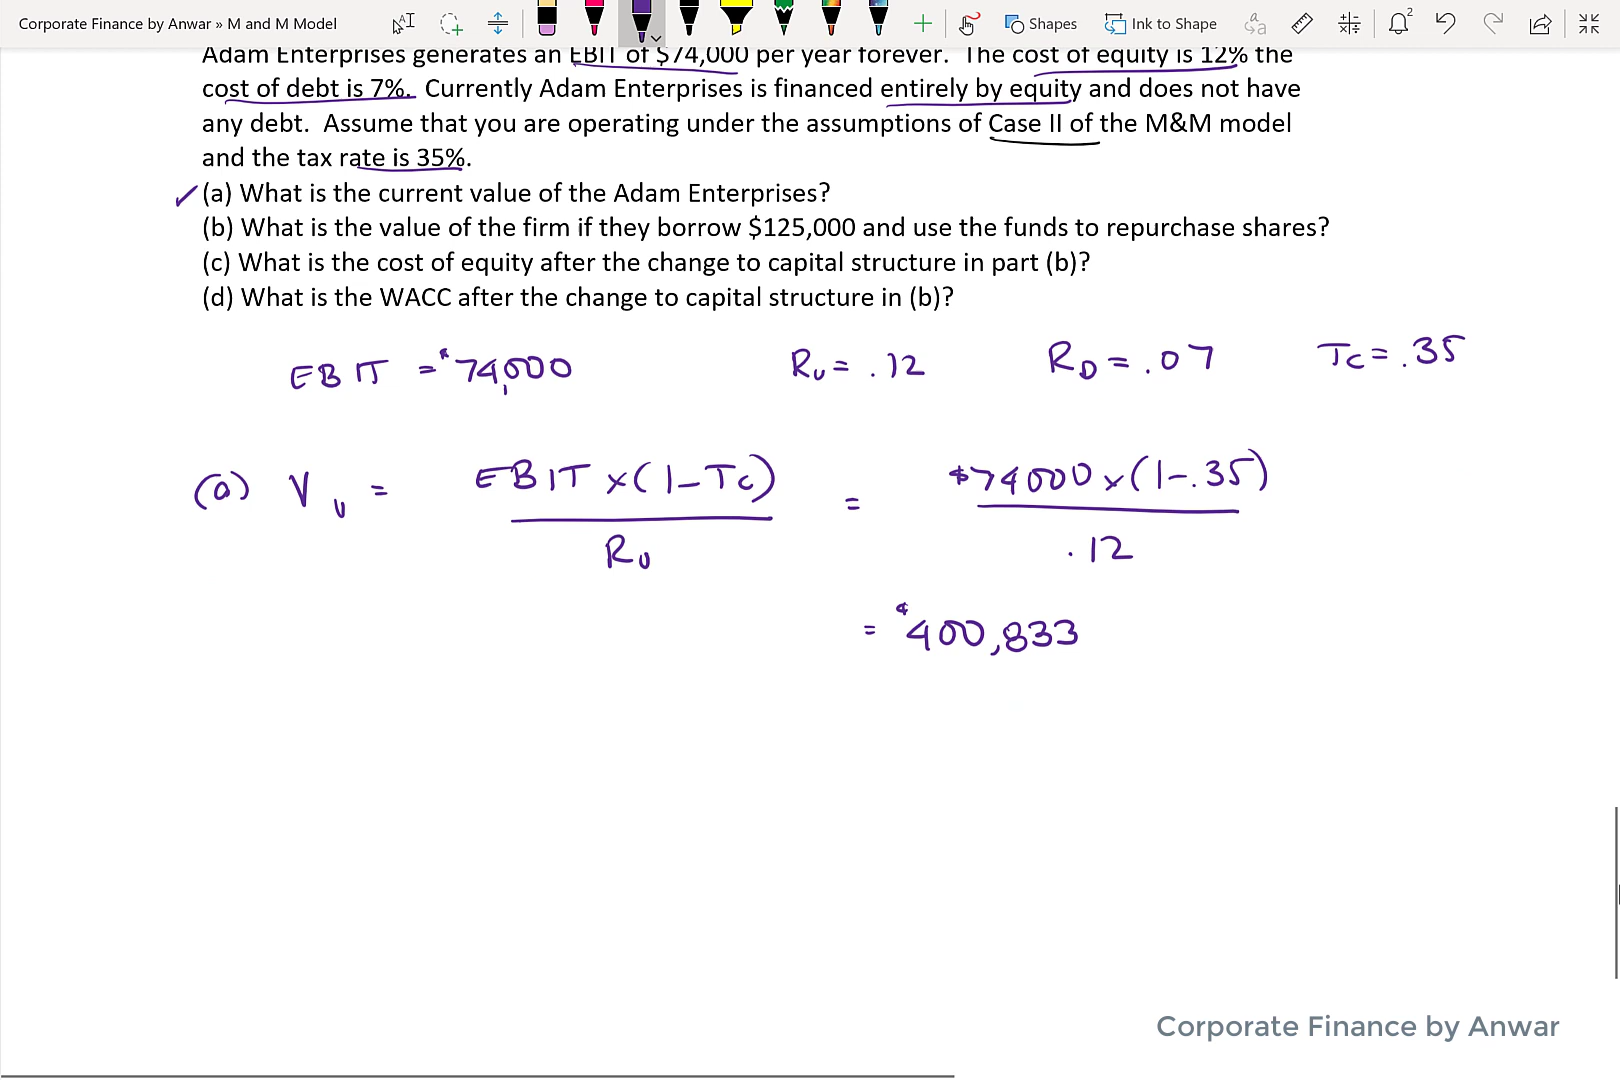 Corporate Finance by Anwar » M and M Model
2
Shapes
Ink to Shape
Adam Enterprises generates an EBIT of $74,000 per year forever. The cost of equity is 12% the
cost of debt is 7%. Currently Adam Enterprises is financed entirely by equity and does not have
any debt. Assume that you are operating under the assumptions of Case II of the M&M model
and the tax rate is 35%.
(a) What is the current value of the Adam Enterprises?
(b) What is the value of the firm if they borrow $125,000 and use the funds to repurchase shares?
(c) What is the cost of equity after the change to capital structure in part (b)?
(d) What is the WACC after the change to capital structure in (b)?
EBIT = $74,000 RU = .12 RD = .07 TC = .35
(a) VU = EBIT x (1-TC) / RU = $74000 x (1-.35) / .12
= $400,833
Corporate Finance by Anwar